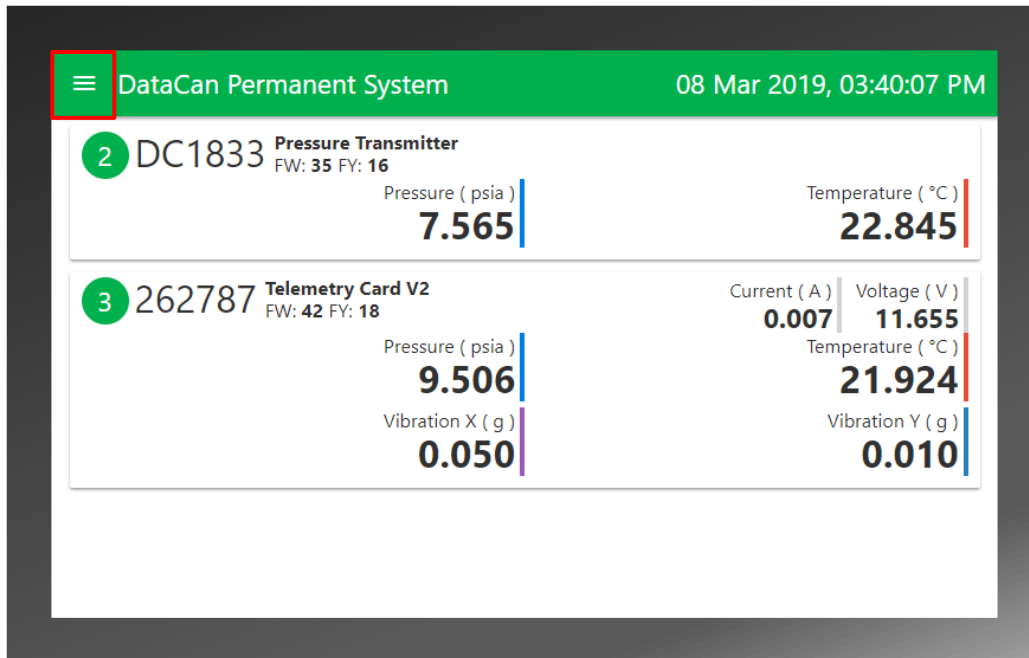 DataCan Permanent System 08 Mar 2019, 03:40:07 PM
2 DC1833 Pressure Transmitter
FW: 35 FY: 16
Pressure ( psia ) Temperature ( °C )
7.565 22.845
3 262787 Telemetry Card V2
FW: 42 FY: 18
Current ( A ) Voltage ( V )
0.007 11.655
Pressure ( psia ) Temperature ( °C )
9.506 21.924
Vibration X ( g ) Vibration Y ( g )
0.050 0.010